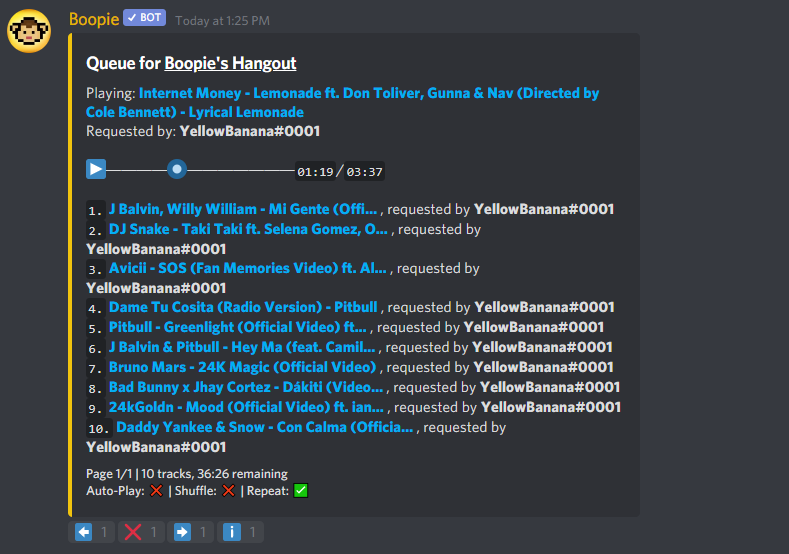 Boopie ✓ BOT Today at 1:25 PM
Queue for Boopie's Hangout
Playing: Internet Money - Lemonade ft. Don Toliver, Gunna & Nav (Directed by
Cole Bennett) - Lyrical Lemonade
Requested by: YellowBanana#0001
01:19/03:37
1. J Balvin, Willy William - Mi Gente (Offi... , requested by YellowBanana#0001
2. DJ Snake - Taki Taki ft. Selena Gomez, O... , requested by
YellowBanana#0001
3. Avicii - SOS (Fan Memories Video) ft. Al... , requested by
YellowBanana#0001
4. Dame Tu Cosita (Radio Version) - Pitbull , requested by YellowBanana#0001
5. Pitbull - Greenlight (Official Video) ft... , requested by YellowBanana#0001
6. J Balvin & Pitbull - Hey Ma (feat. Camil... , requested by YellowBanana#0001
7. Bruno Mars - 24K Magic (Official Video) , requested by YellowBanana#0001
8. Bad Bunny x Jhay Cortez - Dákiti (Video... , requested by YellowBanana#0001
9. 24kGoldn - Mood (Official Video) ft. ian... , requested by YellowBanana#0001
10. Daddy Yankee & Snow - Con Calma (Officia... , requested by
YellowBanana#0001
Page 1/1 | 10 tracks, 36:26 remaining
Auto-Play: ❌ | Shuffle: ❌ | Repeat: ✅
⬅ 1 ❌ 1 ➡ 1 ℹ 1